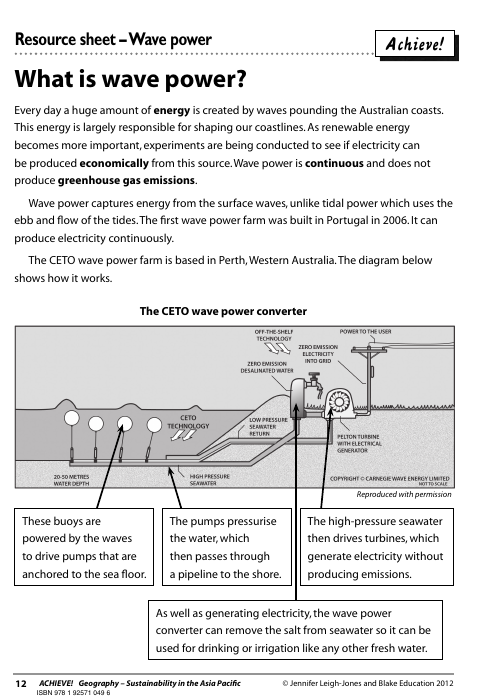 Resource sheet – Wave power
Achieve!
What is wave power?
Every day a huge amount of energy is created by waves pounding the Australian coasts.
This energy is largely responsible for shaping our coastlines. As renewable energy
becomes more important, experiments are being conducted to see if electricity can
be produced economically from this source. Wave power is continuous and does not
produce greenhouse gas emissions.
Wave power captures energy from the surface waves, unlike tidal power which uses the
ebb and flow of the tides. The first wave power farm was built in Portugal in 2006. It can
produce electricity continuously.
The CETO wave power farm is based in Perth, Western Australia. The diagram below
shows how it works.
The CETO wave power converter
OFF-THE-SHELF
TECHNOLOGY
POWER TO THE USER
ZERO EMISSION
ELECTRICITY
INTO GRID
ZERO EMISSION
DESALINATED WATER
CETO
TECHNOLOGY
LOW PRESSURE
SEAWATER
RETURN
PELTON TURBINE
WITH ELECTRICAL
GENERATOR
20-50 METRES
WATER DEPTH
HIGH PRESSURE
SEAWATER
COPYRIGHT © CARNEGIE WAVE ENERGY LIMITED
NOT TO SCALE
Reproduced with permission
These buoys are
powered by the waves
to drive pumps that are
anchored to the sea floor.
The pumps pressurise
the water, which
then passes through
a pipeline to the shore.
The high-pressure seawater
then drives turbines, which
generate electricity without
producing emissions.
As well as generating electricity, the wave power
converter can remove the salt from seawater so it can be
used for drinking or irrigation like any other fresh water.
12 ACHIEVE! Geography – Sustainability in the Asia Pacific
© Jennifer Leigh-Jones and Blake Education 2012
ISBN 978 1 92571 049 6